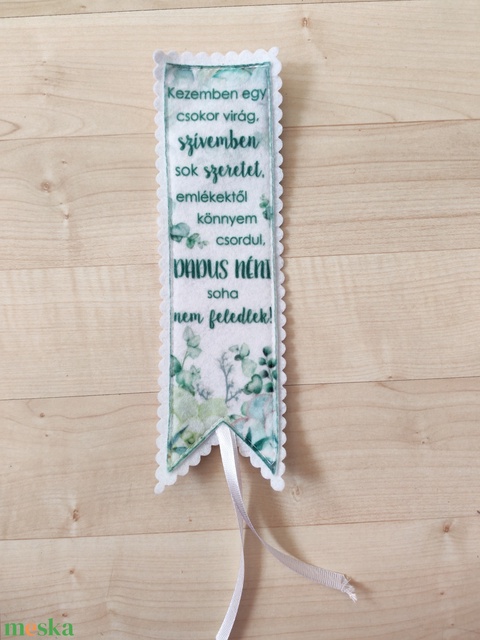 Kezemben egy
csokor virág,
szívemben
sok szeretet,
emlékektől
könnyem
csordul,
DADUS NÉNI
soha
nem feledlek!
meska